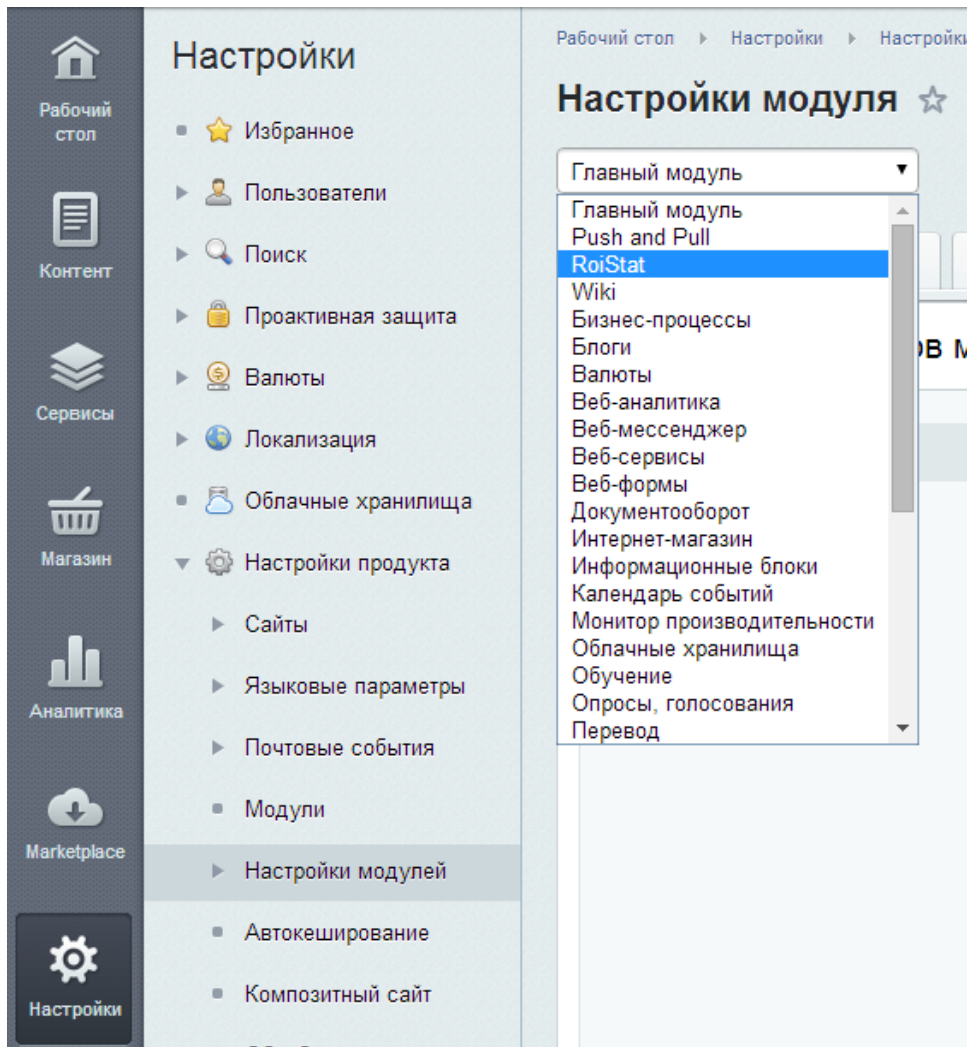 Рабочий
стол
Контент
Сервисы
Магазин
Аналитика
Marketplace
Настройки
Настройки
Избранное
Пользователи
Поиск
Проактивная защита
Валюты
Локализация
Облачные хранилища
Настройки продукта
Сайты
Языковые параметры
Почтовые события
Модули
Настройки модулей
Автокеширование
Композитный сайт
Рабочий стол Настройки Настройки
Настройки модуля
Главный модуль
Главный модуль
Push and Pull
RoiStat
Wiki
Бизнес-процессы
Блоги
Валюты
Веб-аналитика
Веб-мессенджер
Веб-сервисы
Веб-формы
Документооборот
Интернет-магазин
Информационные блоки
Календарь событий
Монитор производительности
Облачные хранилища
Обучение
Опросы, голосования
Перевод